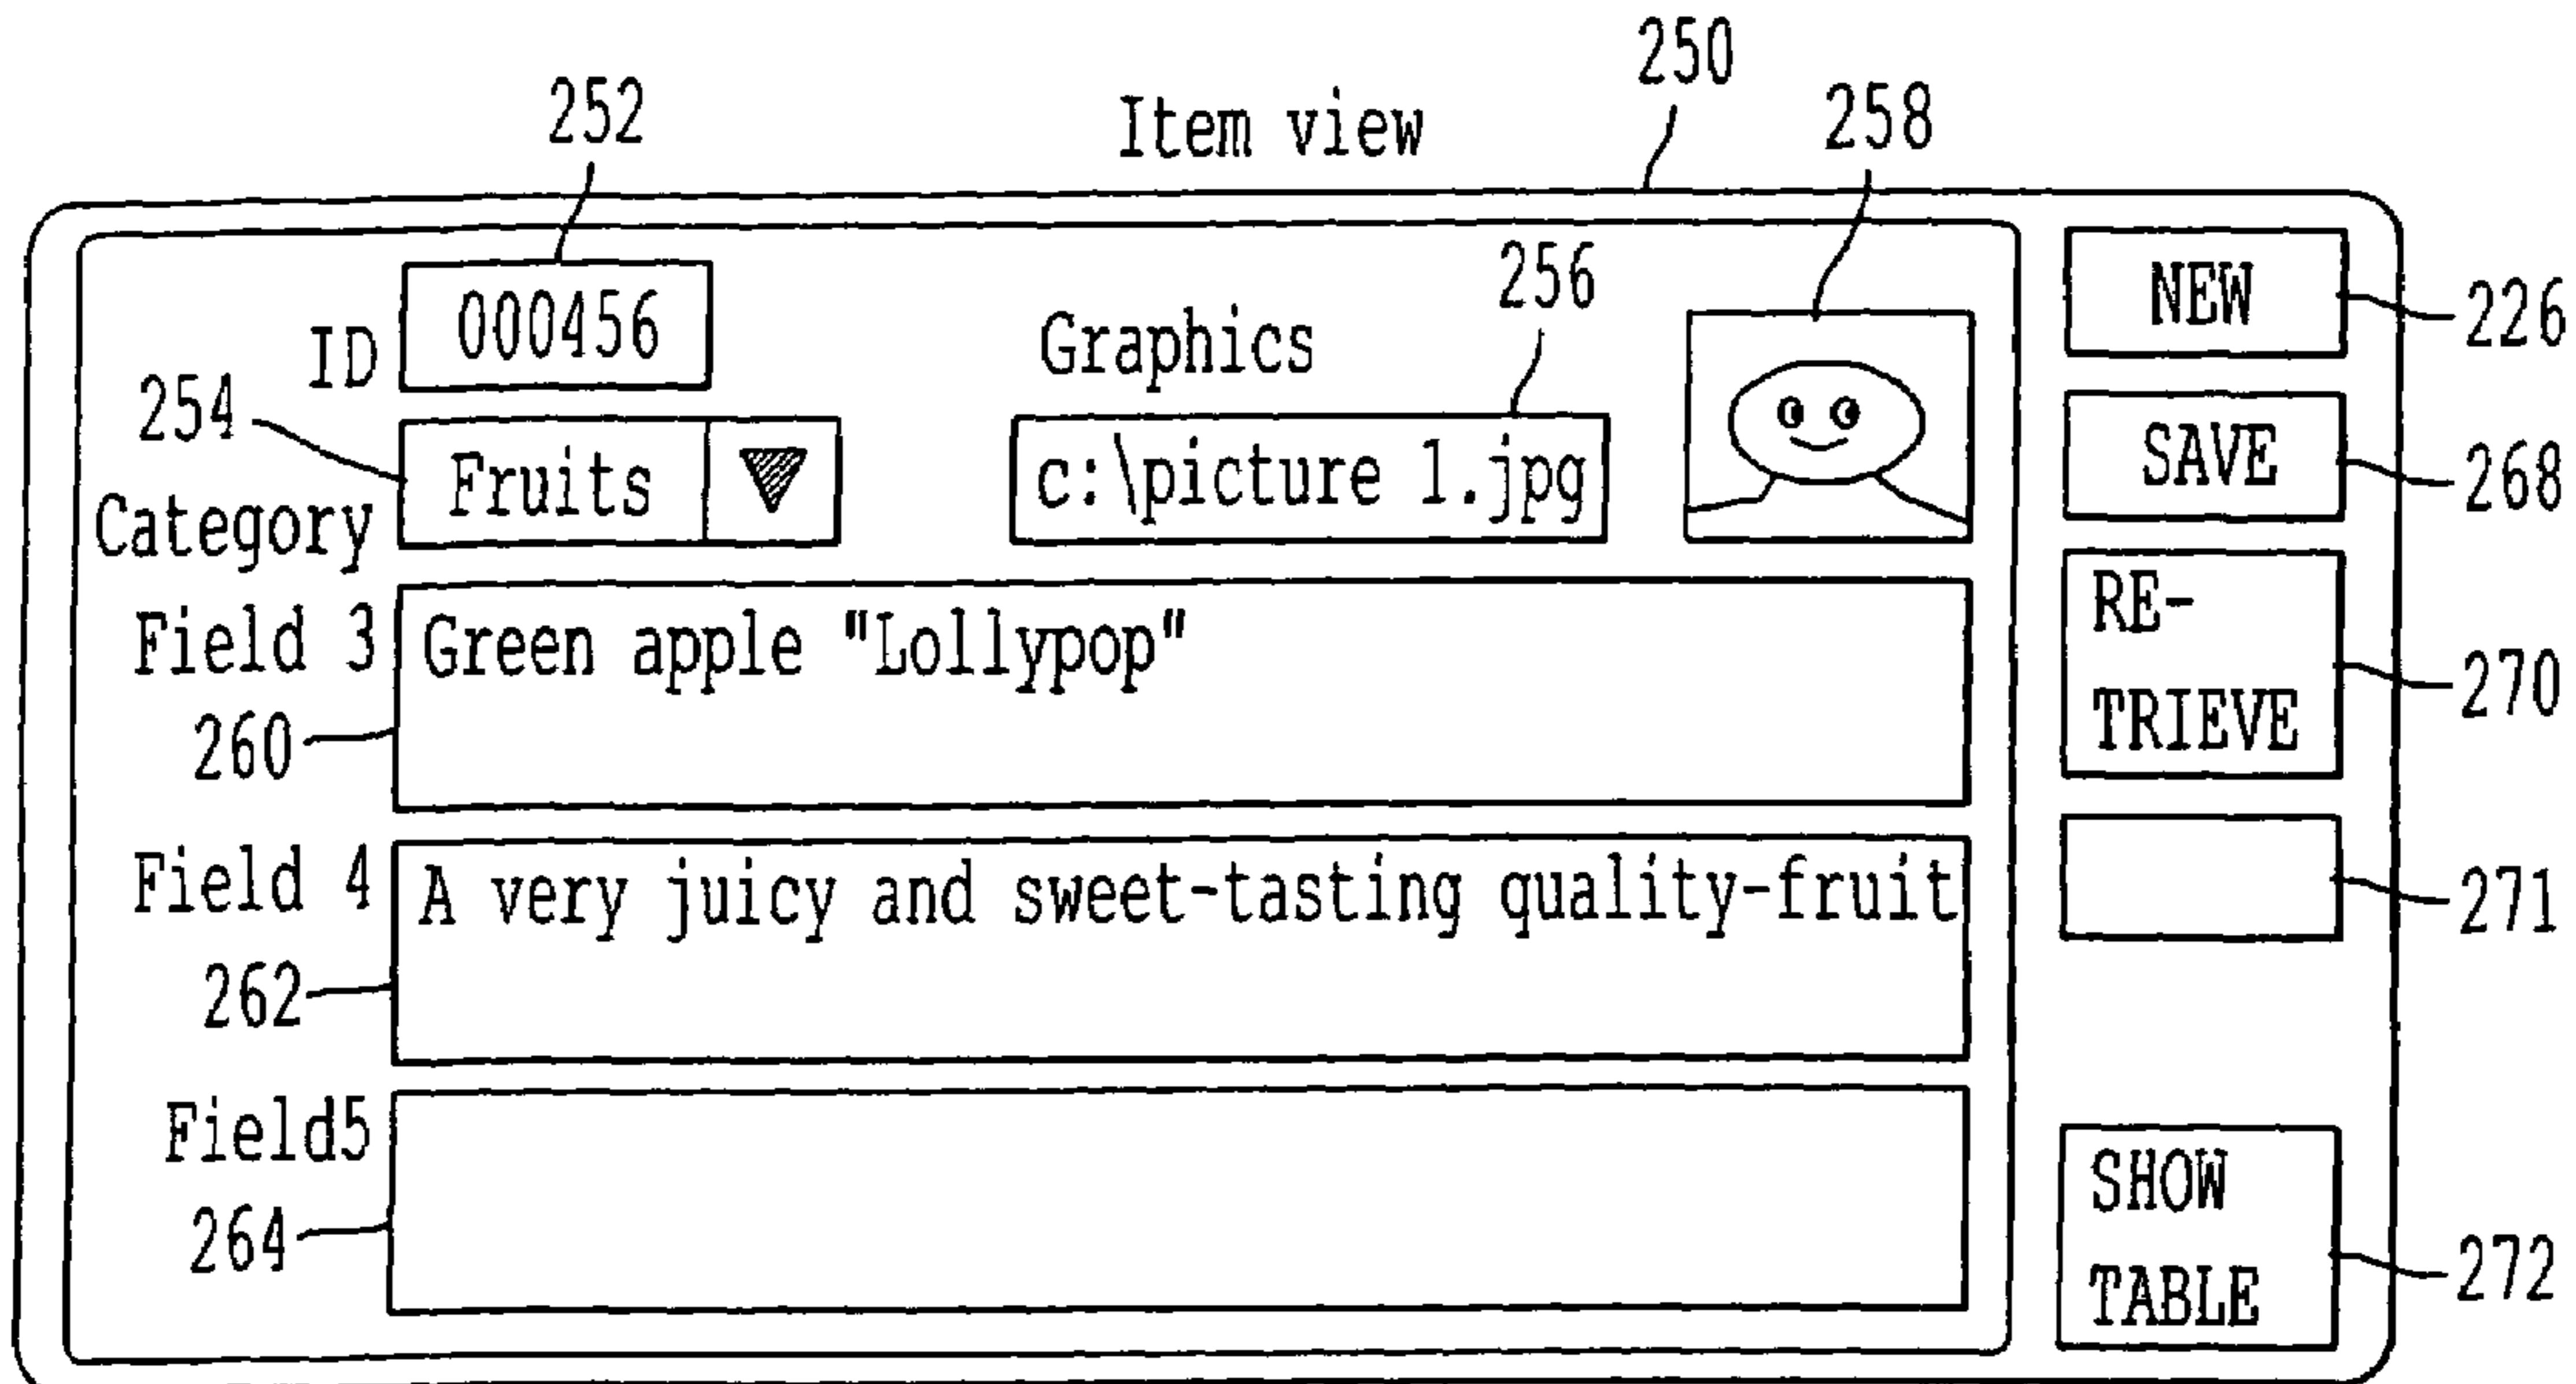 250
252
Item view
258
256
ID
000456
Graphics
NEW
226
254
Category
Fruits
c:\picture 1.jpg
SAVE
268
Field 3
Green apple "Lollypop"
260
RE-
TRIEVE
270
Field 4
A very juicy and sweet-tasting quality-fruit
262
271
Field5
264
SHOW
TABLE
272